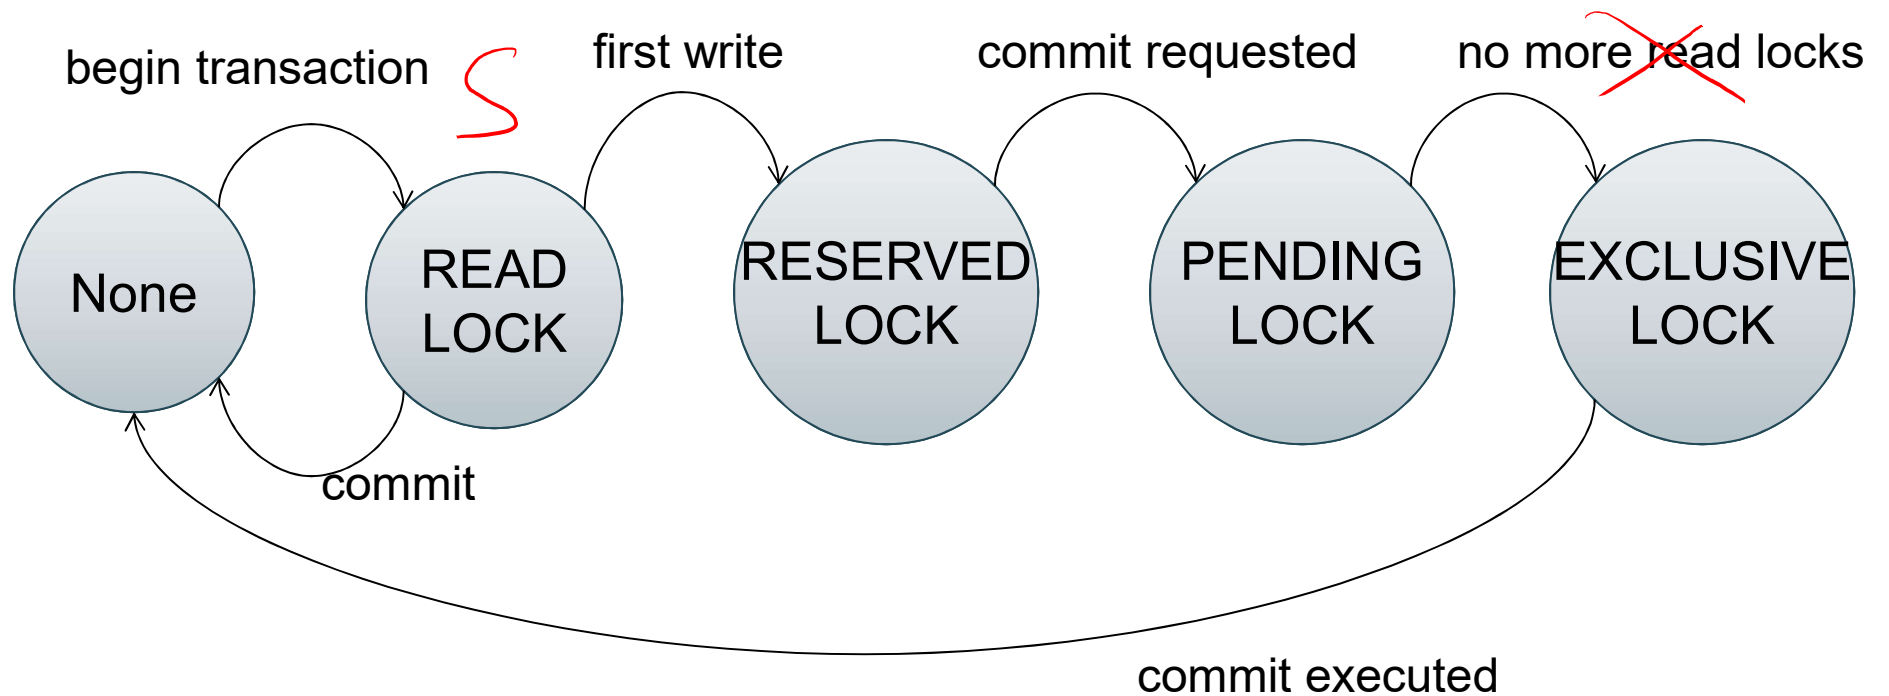 begin transaction
S
first write
commit requested
no more read locks
None
READ
LOCK
RESERVED
LOCK
PENDING
LOCK
EXCLUSIVE
LOCK
commit
commit executed